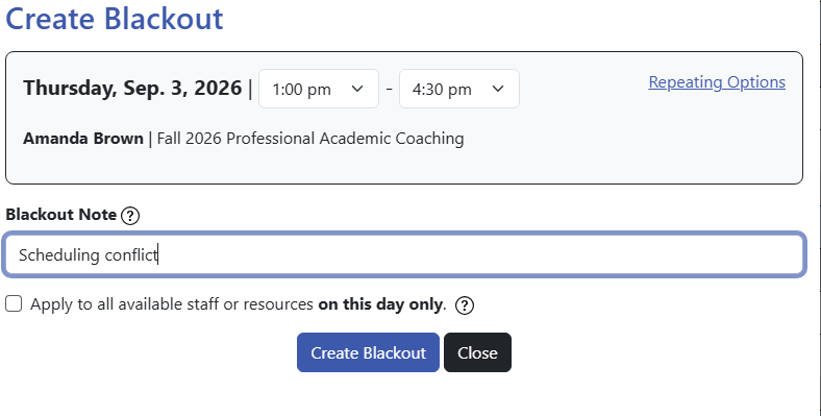 Create Blackout
Thursday, Sep. 3, 2026 | 1:00 pm - 4:30 pm Repeating Options
Amanda Brown | Fall 2026 Professional Academic Coaching
Blackout Note ?
Scheduling conflict
Apply to all available staff or resources on this day only. ?
Create Blackout Close